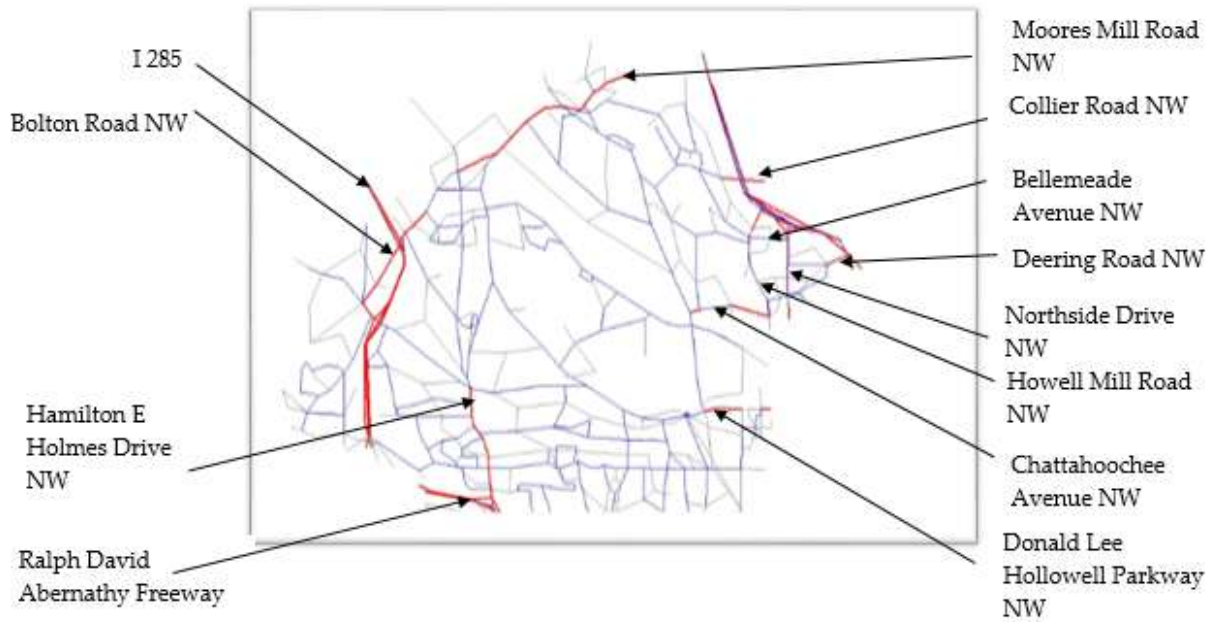 I 285
Bolton Road NW
Hamilton E
Holmes Drive
NW
Ralph David
Abernathy Freeway
Moores Mill Road
NW
Collier Road NW
Bellemeade
Avenue NW
Deering Road NW
Northside Drive
NW
Howell Mill Road
NW
Chattahoochee
Avenue NW
Donald Lee
Hollowell Parkway
NW